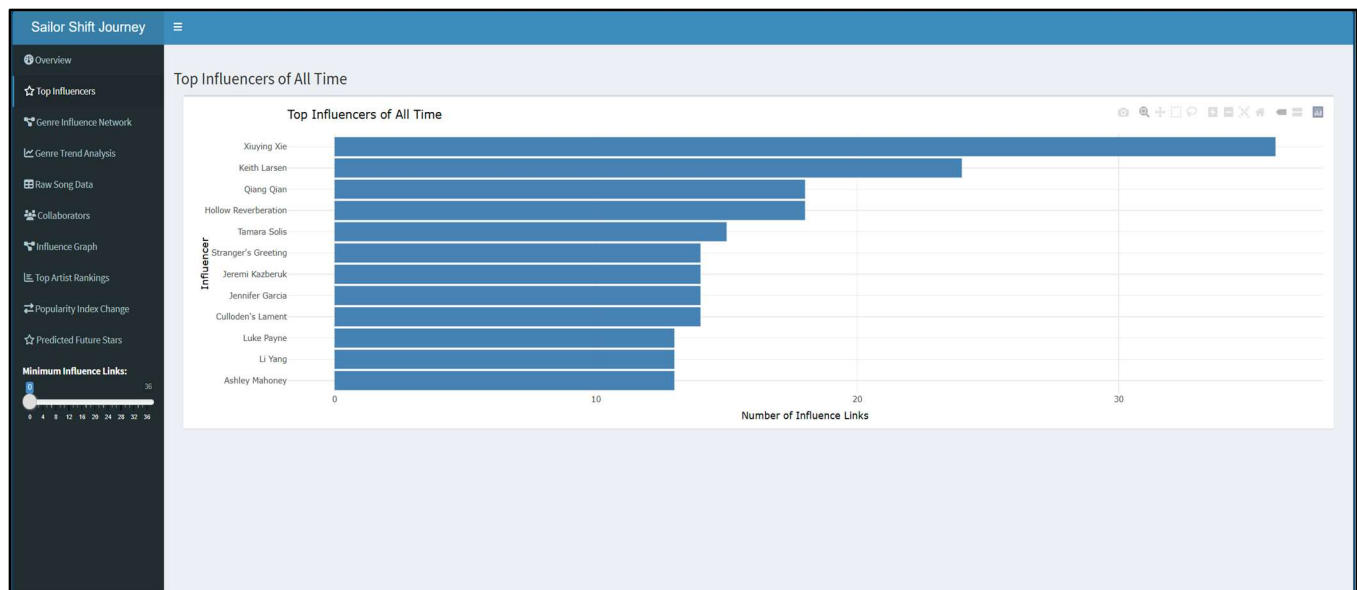 Sailor Shift Journey
Overview
Top Influencers
Genre Influence Network
Genre Trend Analysis
Raw Song Data
Collaborators
Influence Graph
Top Artist Rankings
Popularity Index Change
Predicted Future Stars
Minimum Influence Links:
0 36
0 4 8 12 16 20 24 28 32 36
Top Influencers of All Time
Top Influencers of All Time
Influencer
Xiuying Xie
Keith Larsen
Qiang Qian
Hollow Reverberation
Tamara Solis
Stranger's Greeting
Jeremi Kazberuk
Jennifer Garcia
Culloden's Lament
Luke Payne
Li Yang
Ashley Mahoney
0 10 20 30
Number of Influence Links